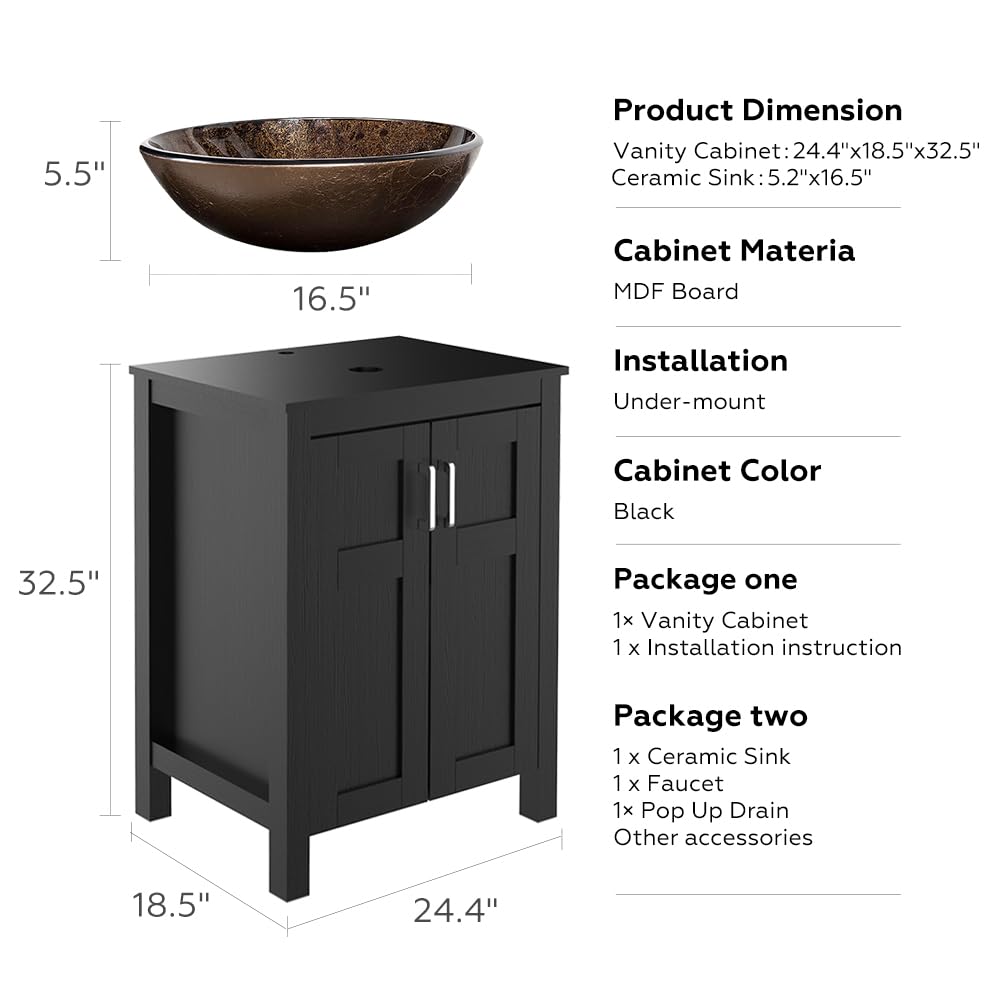 5.5"
16.5"
32.5"
18.5"
24.4"
Product Dimension
Vanity Cabinet: 24.4"x18.5"x32.5"
Ceramic Sink: 5.2"x16.5"
Cabinet Materia
MDF Board
Installation
Under-mount
Cabinet Color
Black
Package one
1× Vanity Cabinet
1 x Installation instruction
Package two
1 x Ceramic Sink
1 x Faucet
1× Pop Up Drain
Other accessories